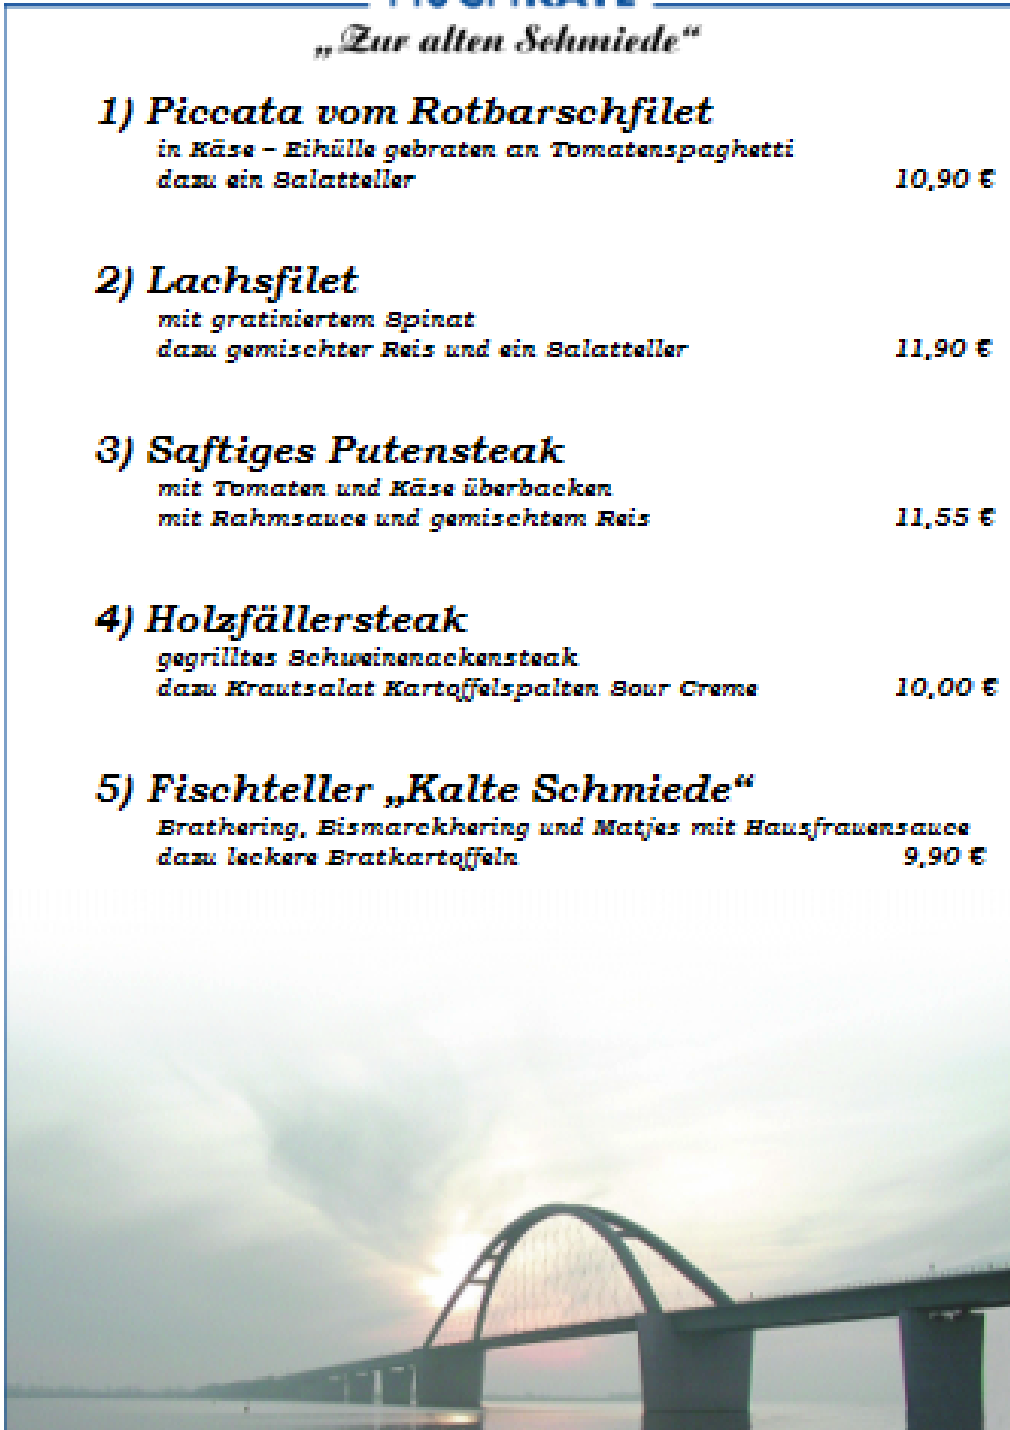 „Zur alten Schmiede“
1) Piccata vom Rotbarschfilet
in Käse – Eihülle gebraten an Tomatenspaghetti
dazu ein Salatteller 10,90 €
2) Lachsfilet
mit gratiniertem Spinat
dazu gemischter Reis und ein Salatteller 11,90 €
3) Saftiges Putensteak
mit Tomaten und Käse überbacken
mit Rahmsauce und gemischtem Reis 11,55 €
4) Holzfällersteak
gegrilltes Schweinenackensteak
dazu Krautsalat Kartoffelspalten Sour Creme 10,00 €
5) Fischteller „Kalte Schmiede“
Brathering, Bismarckhering und Matjes mit Hausfrauensauce
dazu leckere Bratkartoffeln 9,90 €